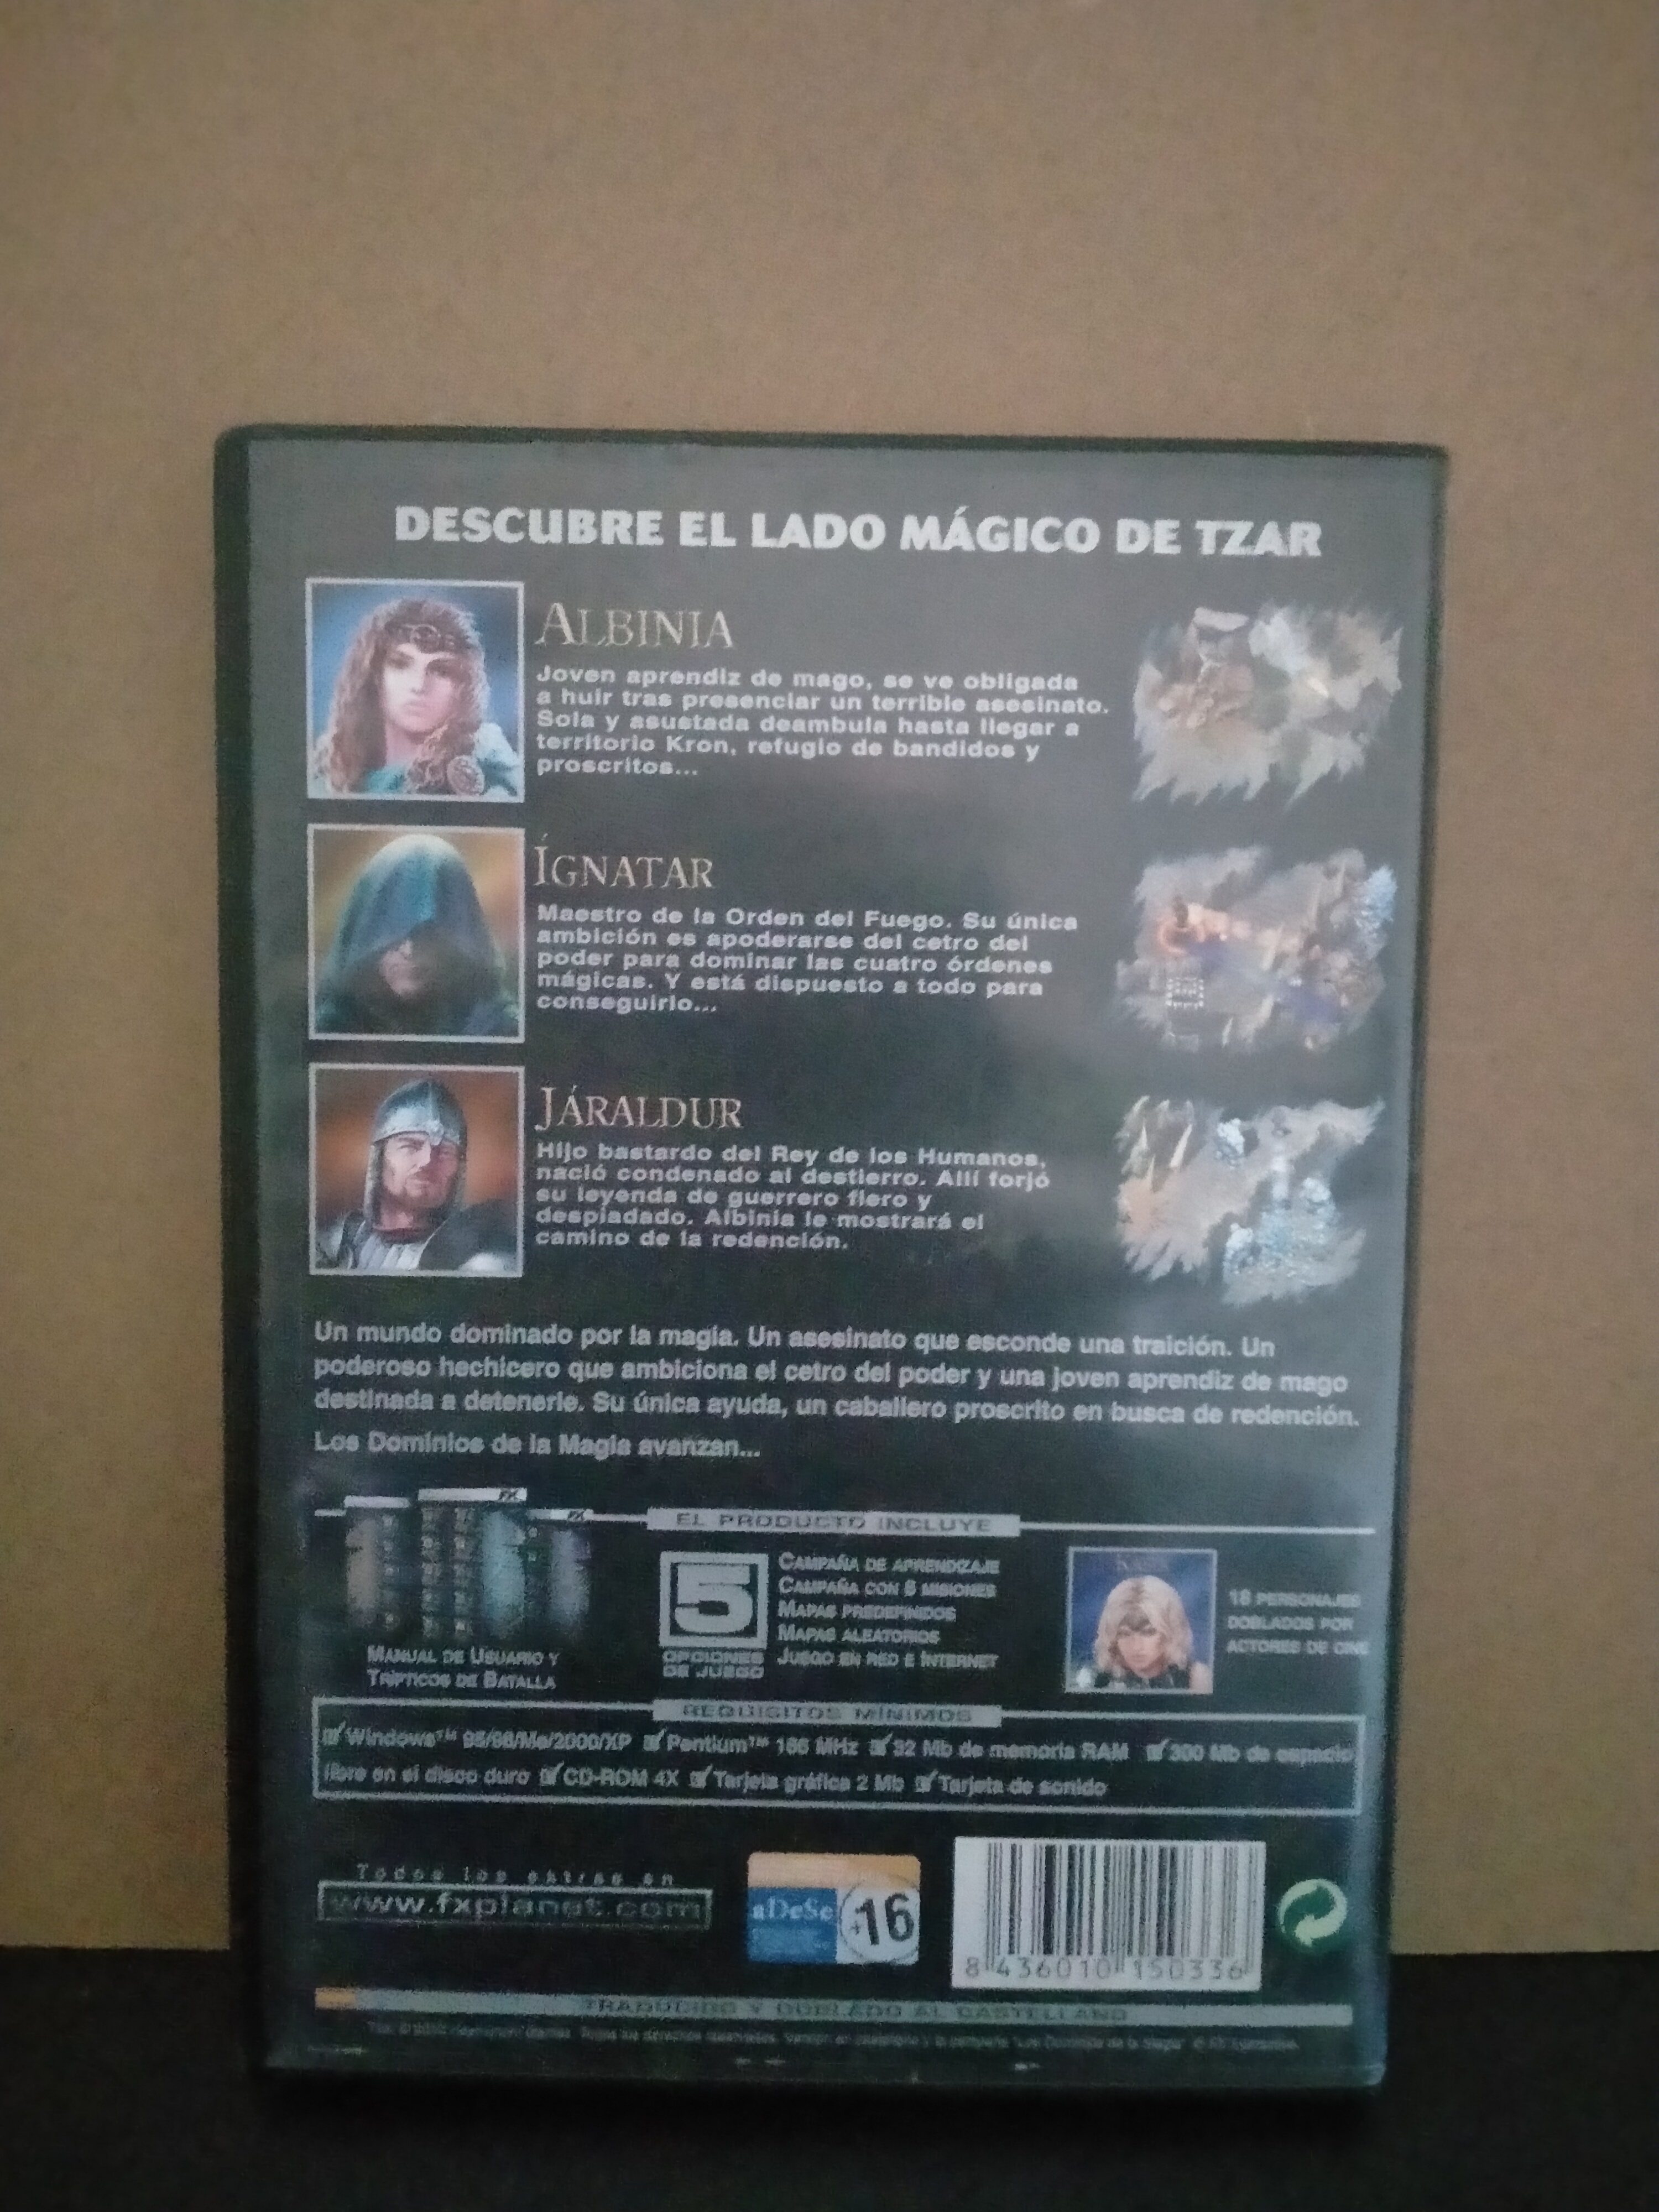 DESCUBRE EL LADO MÁGICO DE TZAR
ALBINIA
Joven aprendiz de mago, se ve obligada
a huir tras presenciar un terrible asesinato.
Sola y asustada deambula hasta llegar a
territorio Kron, refugio de bandidos y
proscritos...
ÍGNATAR
Maestro de la Orden del Fuego. Su única
ambición es apoderarse del cetro del
poder para dominar las cuatro órdenes
mágicas. Y está dispuesto a todo para
conseguirlo...
JÁRALDUR
Hijo bastardo del Rey de los Humanos,
nació condenado al destierro. Allí forjó
su leyenda de guerrero fiero y
despiadado. Albinia le mostrará el
camino de la redención.
Un mundo dominado por la magia. Un asesinato que esconde una traición. Un
poderoso hechicero que ambiciona el cetro del poder y una joven aprendiz de mago
destinada a detenerle. Su única ayuda, un caballero proscrito en busca de redención.
Los Dominios de la Magia avanzan...
EL PRODUCTO INCLUYE
MANUAL DE USUARIO Y
TRÍPTICOS DE BATALLA
5
OPCIONES
DE JUEGO
CAMPAÑA DE APRENDIZAJE
CAMPAÑA CON MISIONES
MAPAS PREDEFINIDOS
MAPAS ALEATORIOS
JUEGO EN RED E INTERNET
18 PERSONAJES
DOBLADOS POR
ACTORES DE CINE
REQUISITOS MÍNIMOS
Windows™ 95/98/Me/2000/XP Pentium™ 166 MHz 32 Mb de memoria RAM 300 Mb de espacio
libre en el disco duro CD-ROM 4X Tarjeta gráfica 2 Mb Tarjeta de sonido
Todos los extras en
www.fxplanet.com
aDeSe
+16
8 436010 150336
TRADUCIDO Y DOBLADO AL CASTELLANO